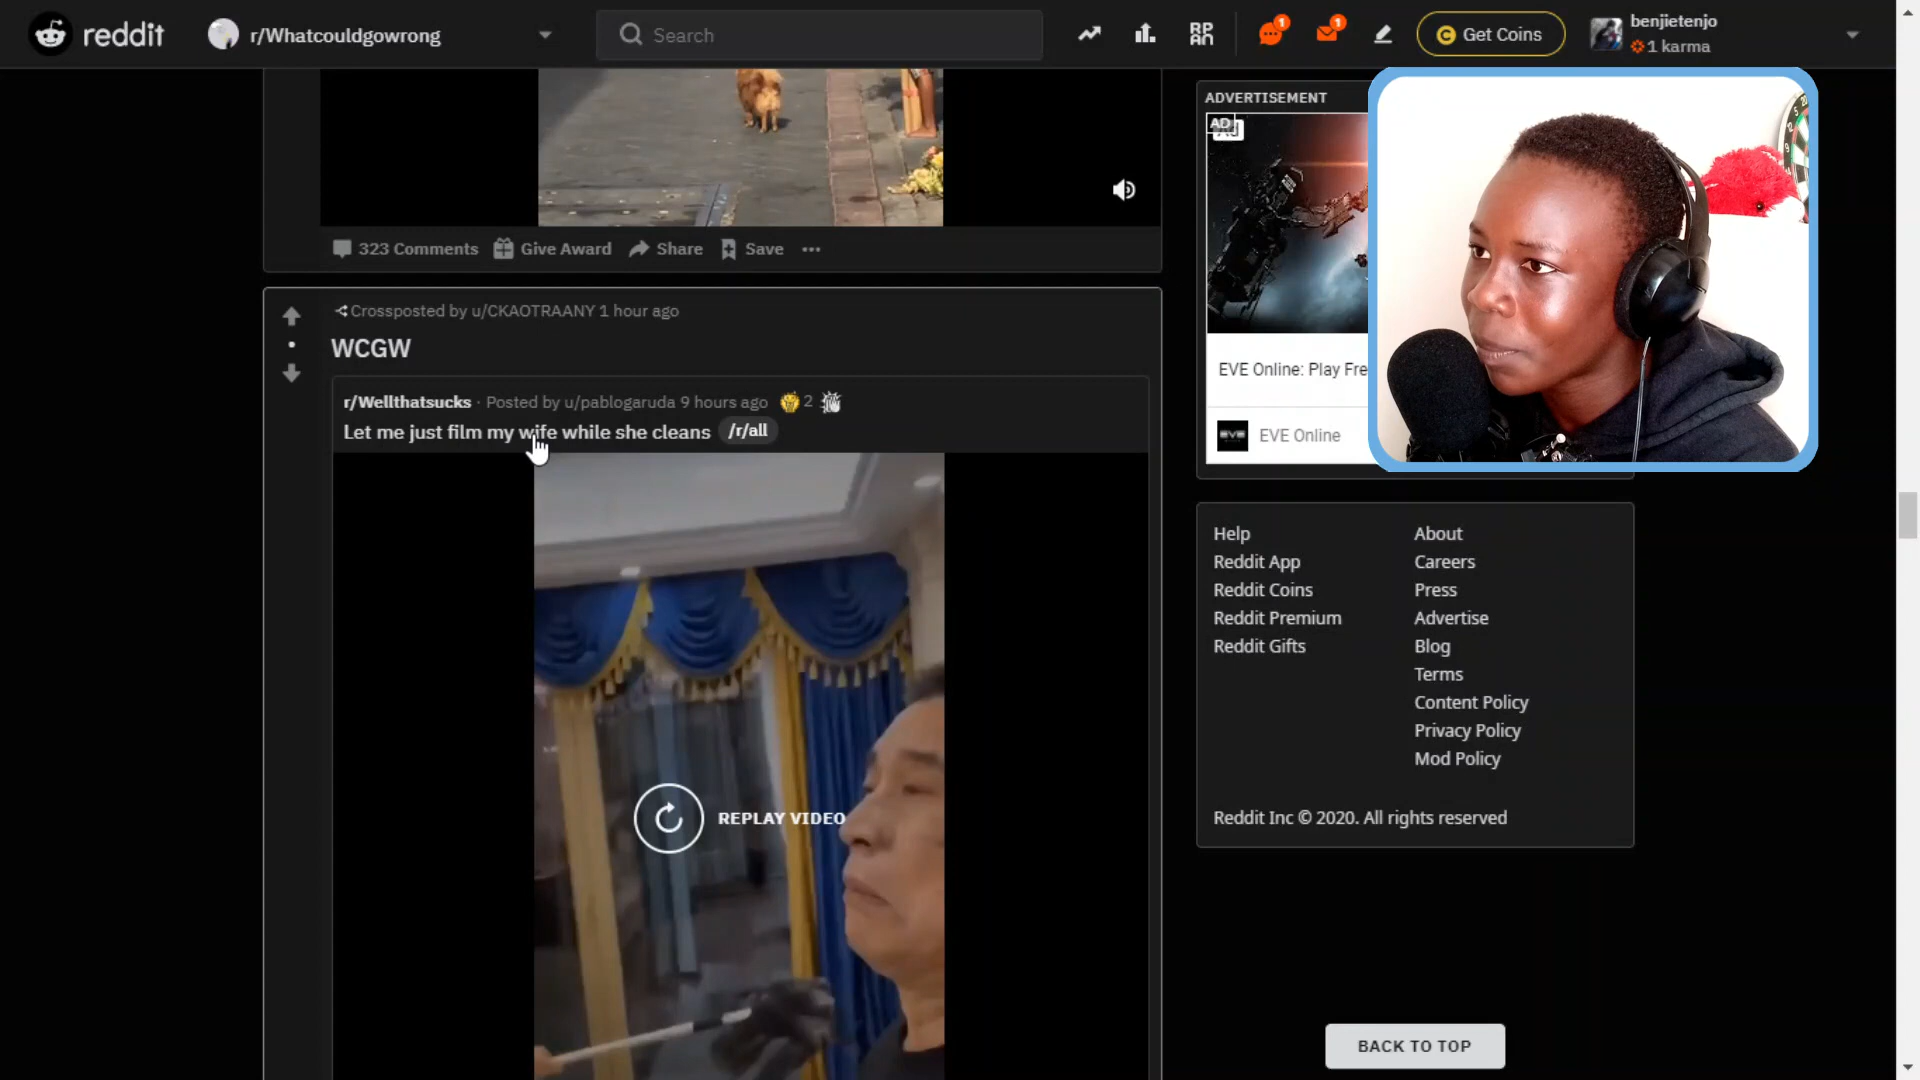 reddit
r/Whatcouldgowrong
Search
1
1
Get Coins
benjietenjo
1 karma
323 Comments
Give Award
Share
Save
ADVERTISEMENT
AD
EVE Online: Play Fre
EVE Online
Crossposted by u/CKAOTRAANY 1 hour ago
WCGW
r/Wellthatsucks · Posted by u/pablogaruda 9 hours ago 2
Let me just film my wife while she cleans /r/all
REPLAY VIDEO
Help
About
Reddit App
Careers
Reddit Coins
Press
Reddit Premium
Advertise
Reddit Gifts
Blog
Terms
Content Policy
Privacy Policy
Mod Policy
Reddit Inc © 2020. All rights reserved
BACK TO TOP